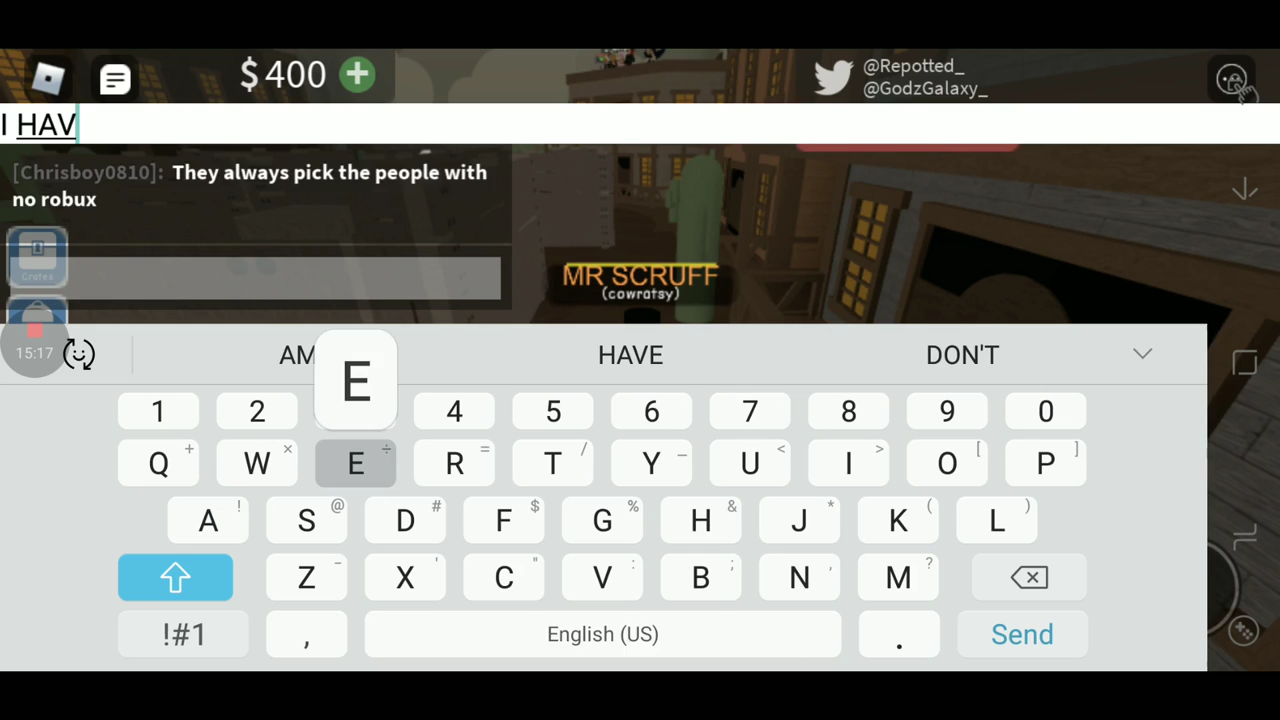 $400 +
@Repotted_
@GodzGalaxy_
I HAV
[Chrisboy0810]: They always pick the people with
no robux
Crates
MR SCRUFF
(cowratsy)
15:17
AM
HAVE
DON'T
E
1 2 4 5 6 7 8 9 0
Q + W × E ÷ R = T / Y _ U < I > O [ P ]
A ! S @ D # F $ G % H & J * K ( L )
Z - X ' C " V : B ; N , M ?
!#1 , English (US) . Send